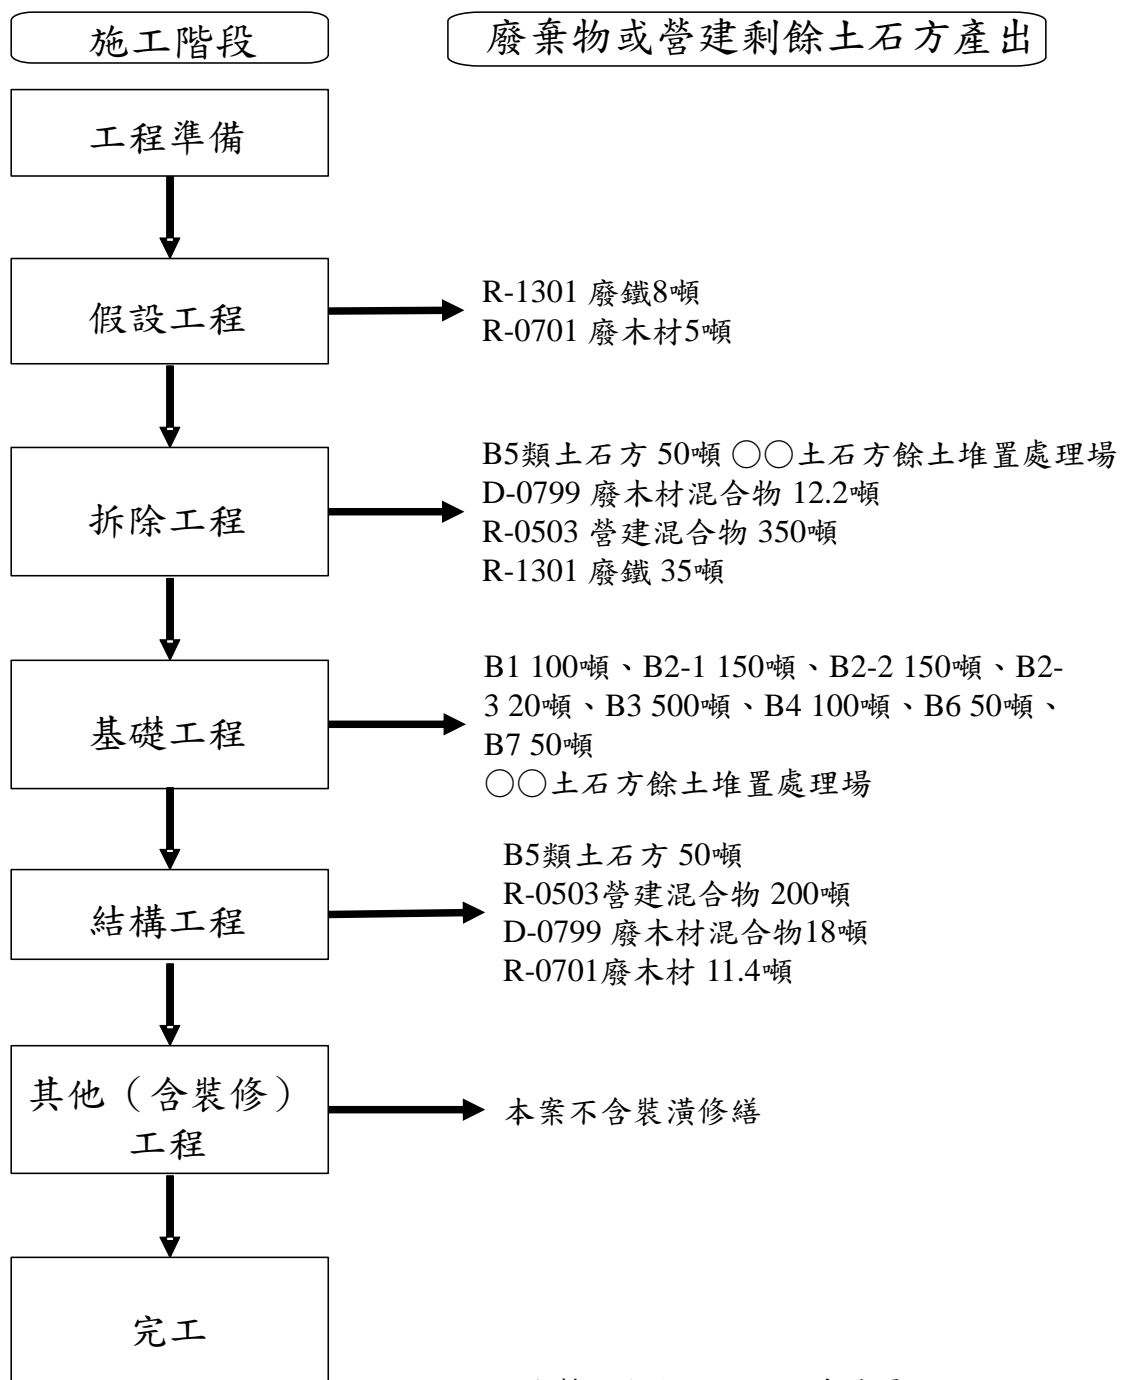 施工階段
廢棄物或營建剩餘土石方產出
工程準備
假設工程
R-1301 廢鐵8噸
R-0701 廢木材5噸
拆除工程
B5類土石方 50噸 〇〇土石方餘土堆置處理場
D-0799 廢木材混合物 12.2噸
R-0503 營建混合物 350噸
R-1301 廢鐵 35噸
基礎工程
B1 100噸、B2-1 150噸、B2-2 150噸、B2-
3 20噸、B3 500噸、B4 100噸、B6 50噸、
B7 50噸
〇〇土石方餘土堆置處理場
結構工程
B5類土石方 50噸
R-0503營建混合物 200噸
D-0799 廢木材混合物18噸
R-0701廢木材 11.4噸
其他（含裝修）
工程
本案不含裝潢修繕
完工